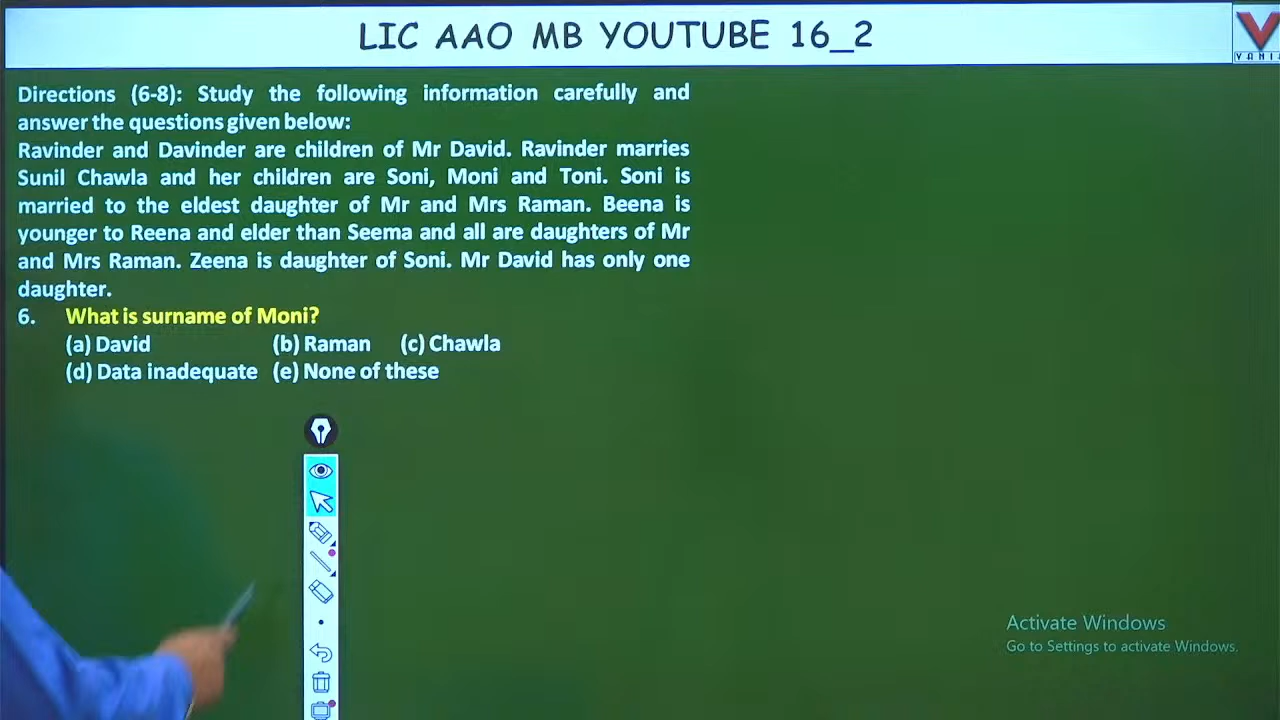 LIC AAO MB YOUTUBE 16_2
Directions (6-8): Study the following information carefully and
answer the questions given below:
Ravinder and Davinder are children of Mr David. Ravinder marries
Sunil Chawla and her children are Soni, Moni and Toni. Soni is
married to the eldest daughter of Mr and Mrs Raman. Beena is
younger to Reena and elder than Seema and all are daughters of Mr
and Mrs Raman. Zeena is daughter of Soni. Mr David has only one
daughter.
6. What is surname of Moni?
(a) David (b) Raman (c) Chawla
(d) Data inadequate (e) None of these
Activate Windows
Go to Settings to activate Windows.